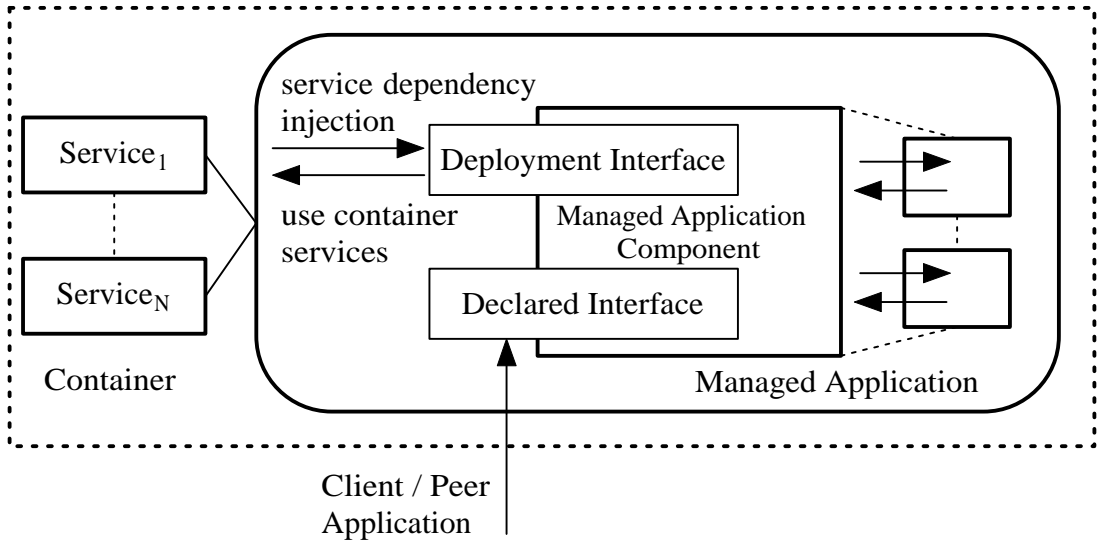 service dependency
injection
Service1
Deployment Interface
use container
services
Managed Application
Component
ServiceN
Declared Interface
Container
Managed Application
Client / Peer
Application